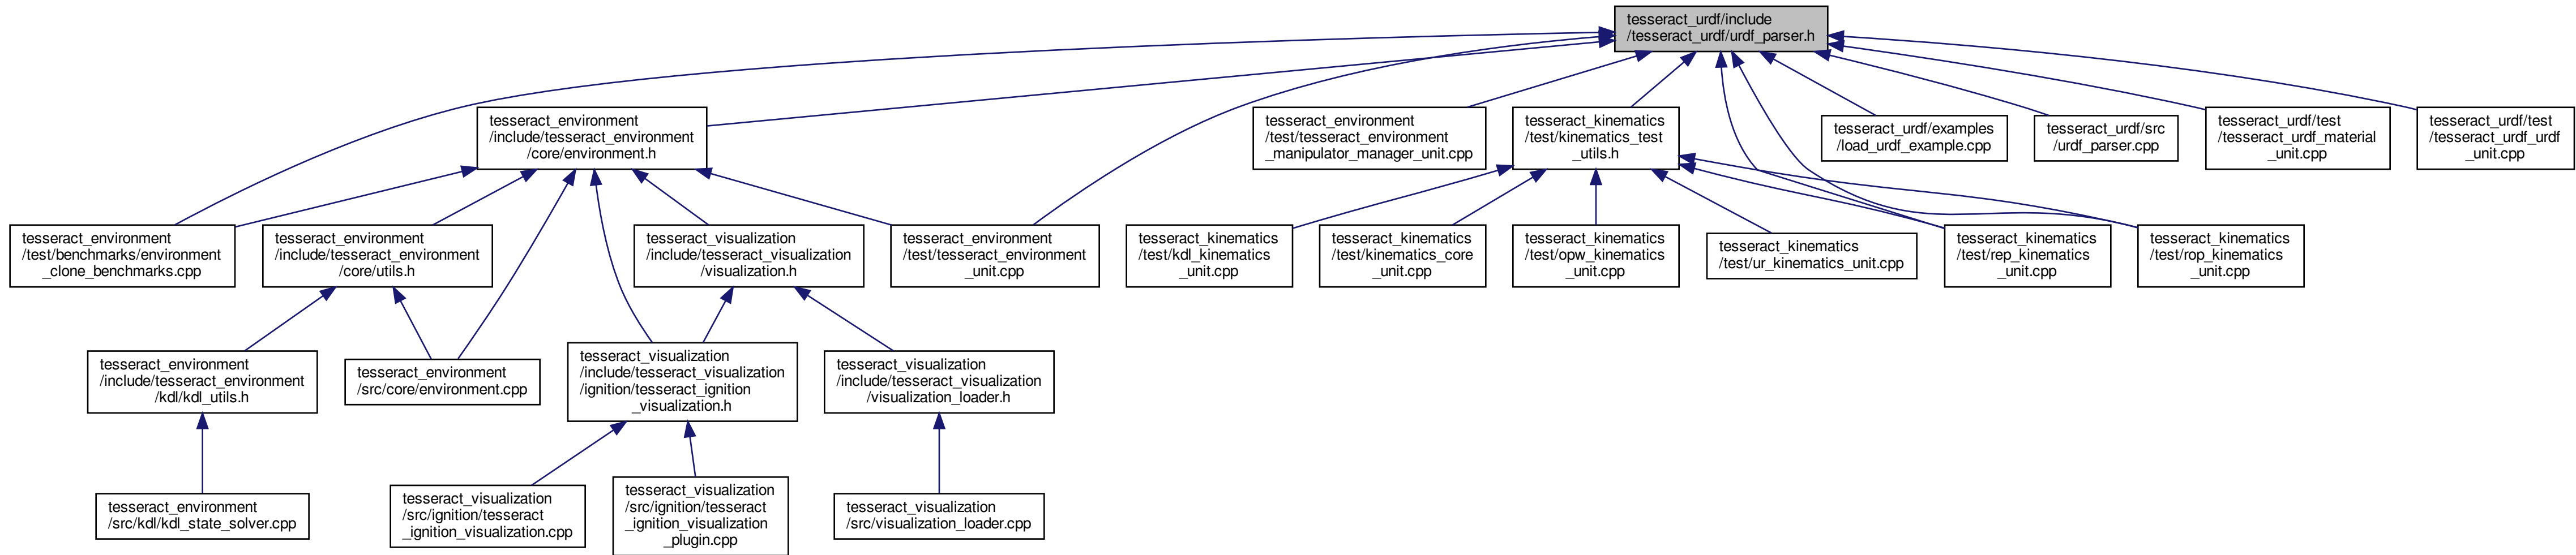 tesseract_urdf/include
/tesseract_urdf/urdf_parser.h
tesseract_environment
/include/tesseract_environment
/core/environment.h
tesseract_environment
/test/tesseract_environment
_manipulator_manager_unit.cpp
tesseract_kinematics
/test/kinematics_test
_utils.h
tesseract_urdf/examples
/load_urdf_example.cpp
tesseract_urdf/src
/urdf_parser.cpp
tesseract_urdf/test
/tesseract_urdf_material
_unit.cpp
tesseract_urdf/test
/tesseract_urdf_urdf
_unit.cpp
tesseract_environment
/test/benchmarks/environment
_clone_benchmarks.cpp
tesseract_environment
/include/tesseract_environment
/core/utils.h
tesseract_visualization
/include/tesseract_visualization
/visualization.h
tesseract_environment
/test/tesseract_environment
_unit.cpp
tesseract_kinematics
/test/kdl_kinematics
_unit.cpp
tesseract_kinematics
/test/kinematics_core
_unit.cpp
tesseract_kinematics
/test/opw_kinematics
_unit.cpp
tesseract_kinematics
/test/ur_kinematics_unit.cpp
tesseract_kinematics
/test/rep_kinematics
_unit.cpp
tesseract_kinematics
/test/rop_kinematics
_unit.cpp
tesseract_environment
/include/tesseract_environment
/kdl/kdl_utils.h
tesseract_environment
/src/core/environment.cpp
tesseract_visualization
/include/tesseract_visualization
/ignition/tesseract_ignition
_visualization.h
tesseract_visualization
/include/tesseract_visualization
/visualization_loader.h
tesseract_environment
/src/kdl/kdl_state_solver.cpp
tesseract_visualization
/src/ignition/tesseract
_ignition_visualization.cpp
tesseract_visualization
/src/ignition/tesseract
_ignition_visualization
_plugin.cpp
tesseract_visualization
/src/visualization_loader.cpp